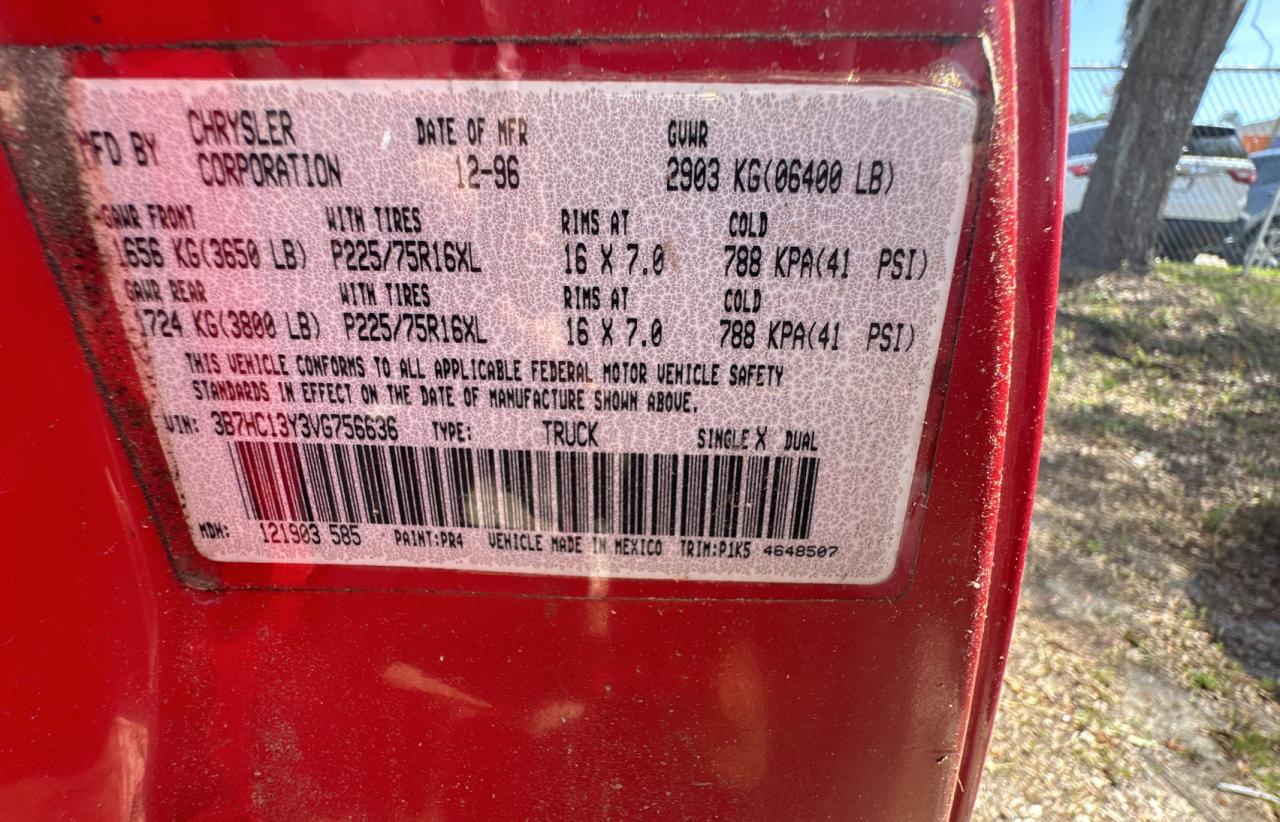 MFD BY CHRYSLER CORPORATION DATE OF MFR 12-96 GVWR 2903 KG(06400 LB)
GAWR FRONT WITH TIRES RIMS AT COLD
1656 KG(3650 LB) P225/75R16XL 16 X 7.0 788 KPA(41 PSI)
GAWR REAR WITH TIRES RIMS AT COLD
1724 KG(3800 LB) P225/75R16XL 16 X 7.0 788 KPA(41 PSI)
THIS VEHICLE CONFORMS TO ALL APPLICABLE FEDERAL MOTOR VEHICLE SAFETY
STANDARDS IN EFFECT ON THE DATE OF MANUFACTURE SHOWN ABOVE.
VIN: 3B7HC13Y3VG756636 TYPE: TRUCK SINGLE X DUAL
MDH: 121903 585 PAINT:PR4 VEHICLE MADE IN MEXICO TRIM:P1K5 4648507